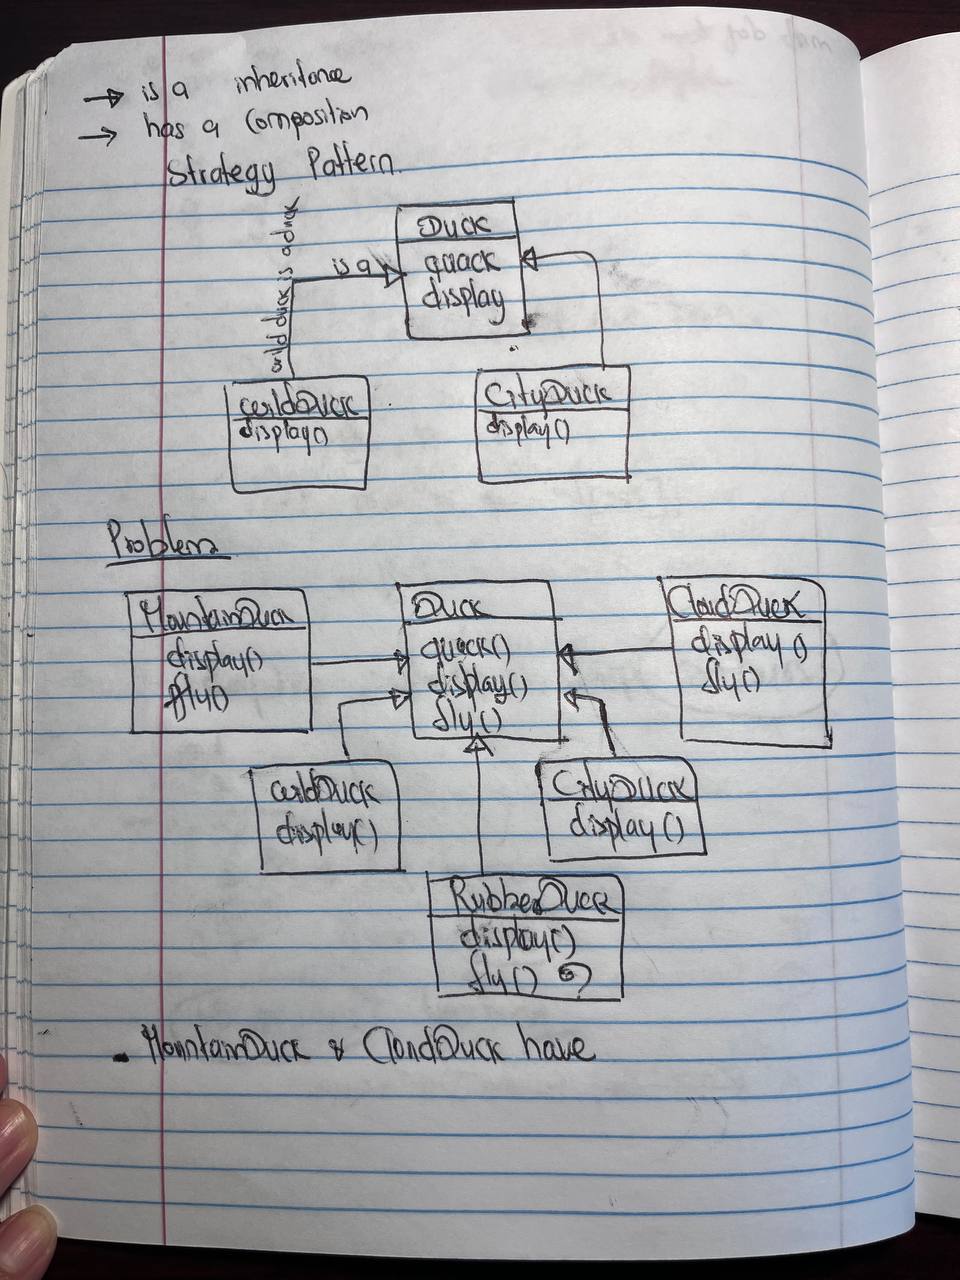 → is a inheritance
→ has a Composition
Strategy Pattern.
wild Duck is a duck
is a
Duck
quack
display
WildDuck
display()
CityDuck
display()
Problem
MountainDuck
display()
fly()
Duck
quack()
display()
fly()
CloudDuck
display()
fly()
WildDuck
display()
CityDuck
display()
RubberDuck
display()
fly() ?
- MountainDuck & CloudDuck have